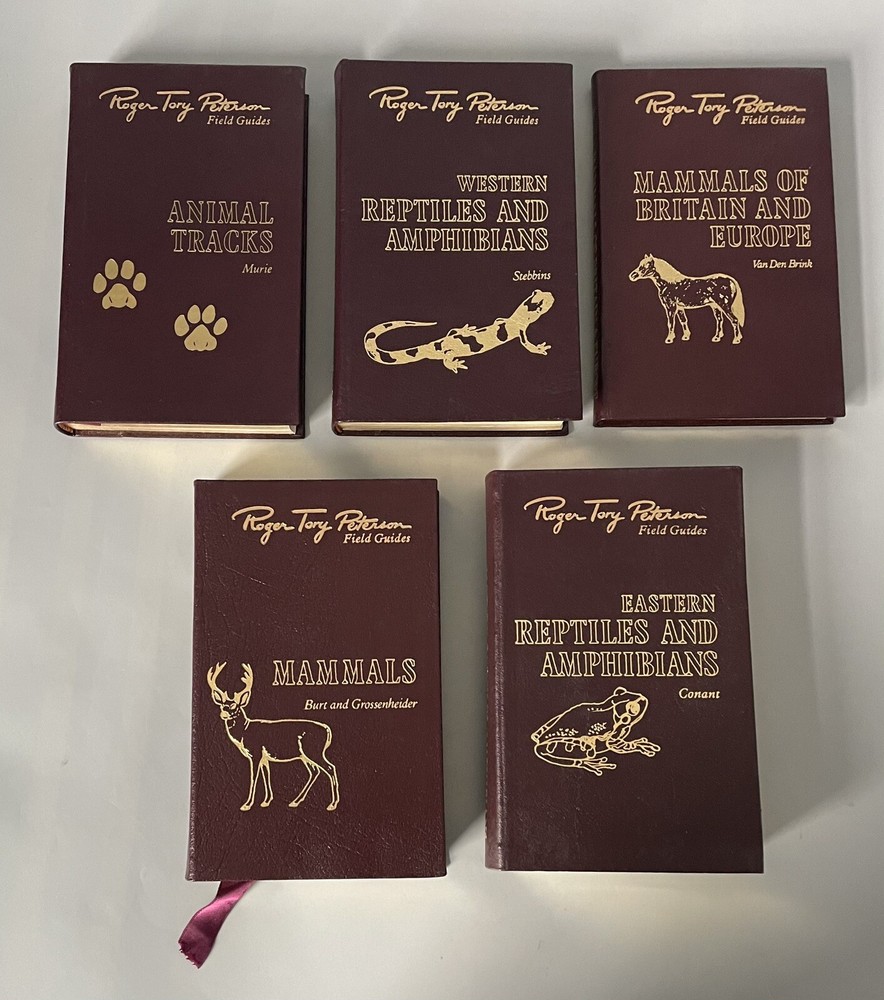 Roger Tory Peterson
Field Guides
ANIMAL
TRACKS
Murie
Roger Tory Peterson
Field Guides
WESTERN
REPTILES AND
AMPHIBIANS
Stebbins
Roger Tory Peterson
Field Guides
MAMMALS OF
BRITAIN AND
EUROPE
Van Den Brink
Roger Tory Peterson
Field Guides
MAMMALS
Burt and Grossenheider
Roger Tory Peterson
Field Guides
EASTERN
REPTILES AND
AMPHIBIANS
Conant